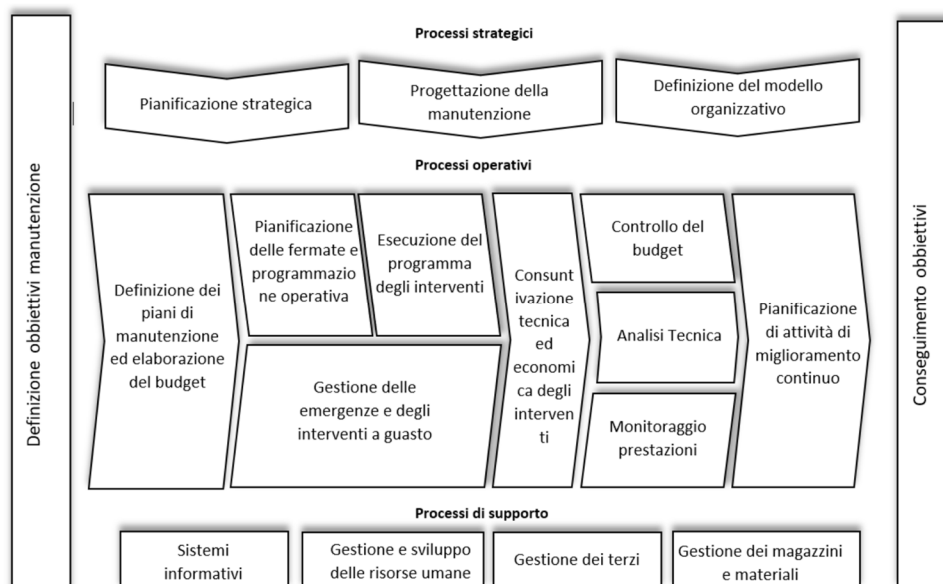 Definizione obbiettivi manutenzione
Processi strategici
Pianificazione strategica
Progettazione della
manutenzione
Definizione del modello
organizzativo
Processi operativi
Definizione dei
piani di
manutenzione
ed elaborazione
del budget
Pianificazione
delle fermate e
programmazio
ne operativa
Esecuzione del
programma
degli interventi
Gestione delle
emergenze e degli
interventi a guasto
Consunt
ivazione
tecnica
ed
economi
ca degli
interven
ti
Controllo del
budget
Analisi Tecnica
Monitoraggio
prestazioni
Pianificazione
di attività di
miglioramento
continuo
Processi di supporto
Sistemi
informativi
Gestione e sviluppo
delle risorse umane
Gestione dei terzi
Gestione dei magazzini
e materiali
Conseguimento obbiettivi